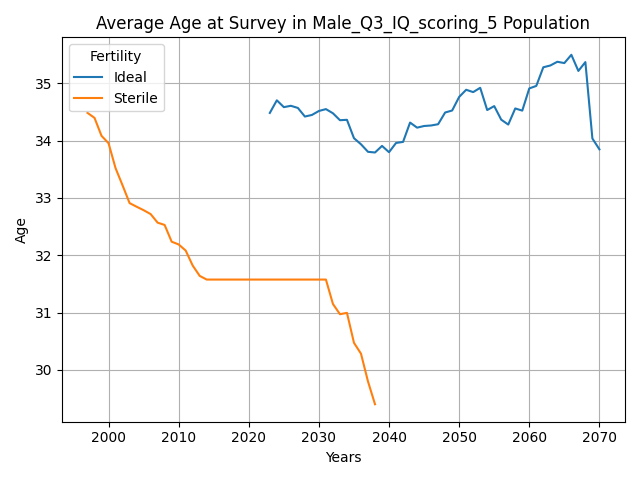 Average Age at Survey in Male_Q3_IQ_scoring_5 Population
Fertility
Ideal
Sterile
Age
35
34
33
32
31
30
2000 2010 2020 2030 2040 2050 2060 2070
Years